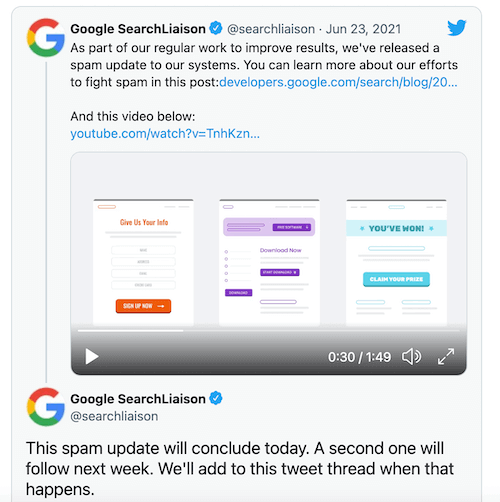 Google SearchLiaison @searchliaison · Jun 23, 2021
As part of our regular work to improve results, we've released a
spam update to our systems. You can learn more about our efforts
to fight spam in this post:developers.google.com/search/blog/20...
And this video below:
youtube.com/watch?v=TnhKzn...
Give Us Your Info
NAME
ADDRESS
EMAIL
SIGN UP NOW
FREE SOFTWARE
Download Now
START DOWNLOAD
DOWNLOAD
YOU'VE WON!
CLAIM YOUR PRIZE
0:30 / 1:49
Google SearchLiaison
@searchliaison
This spam update will conclude today. A second one will
follow next week. We'll add to this tweet thread when that
happens.